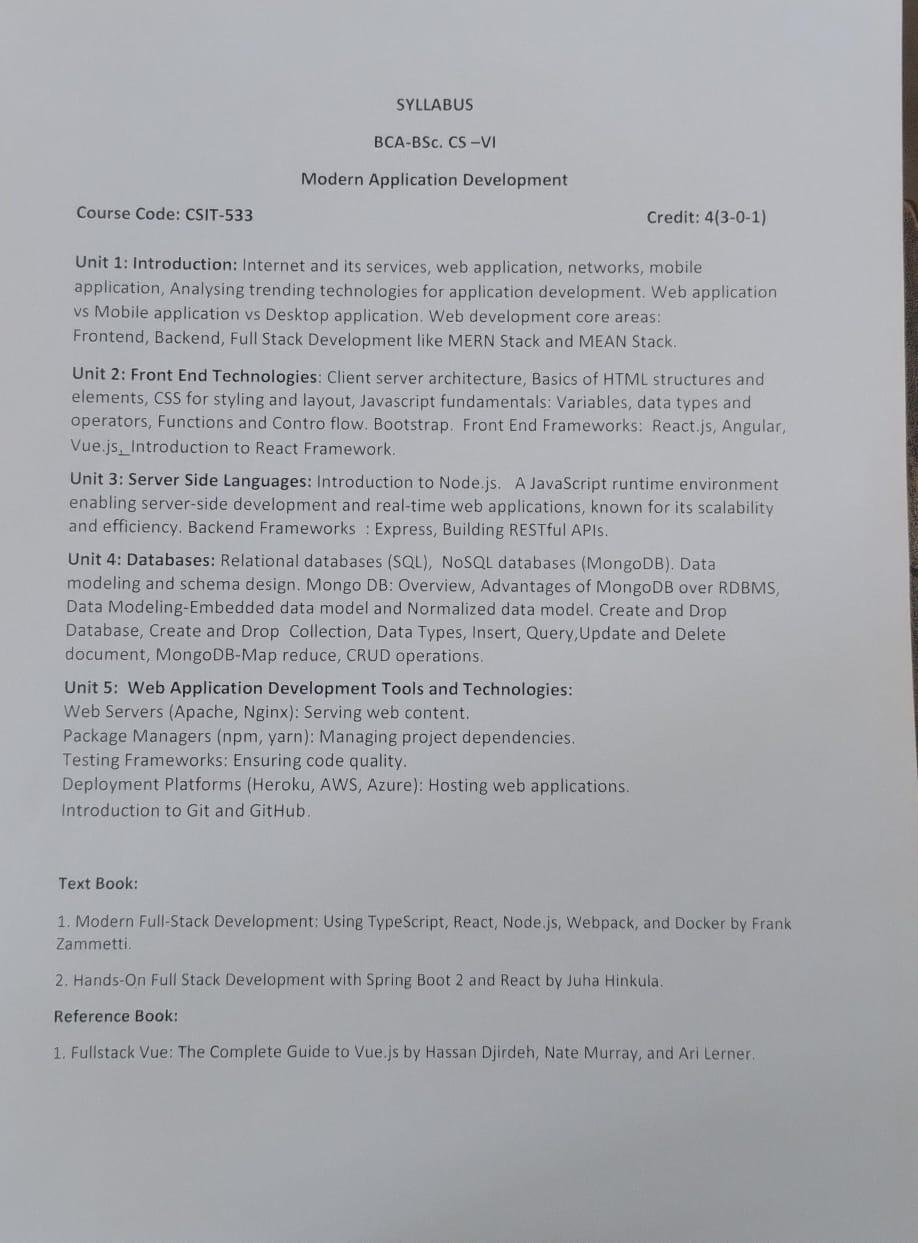 SYLLABUS
BCA-BSc. CS –VI
Modern Application Development
Course Code: CSIT-533 Credit: 4(3-0-1)
Unit 1: Introduction: Internet and its services, web application, networks, mobile
application, Analysing trending technologies for application development. Web application
vs Mobile application vs Desktop application. Web development core areas:
Frontend, Backend, Full Stack Development like MERN Stack and MEAN Stack.
Unit 2: Front End Technologies: Client server architecture, Basics of HTML structures and
elements, CSS for styling and layout, Javascript fundamentals: Variables, data types and
operators, Functions and Contro flow. Bootstrap. Front End Frameworks: React.js, Angular,
Vue.js, Introduction to React Framework.
Unit 3: Server Side Languages: Introduction to Node.js. A JavaScript runtime environment
enabling server-side development and real-time web applications, known for its scalability
and efficiency. Backend Frameworks : Express, Building RESTful APIs.
Unit 4: Databases: Relational databases (SQL), NoSQL databases (MongoDB). Data
modeling and schema design. Mongo DB: Overview, Advantages of MongoDB over RDBMS,
Data Modeling-Embedded data model and Normalized data model. Create and Drop
Database, Create and Drop Collection, Data Types, Insert, Query,Update and Delete
document, MongoDB-Map reduce, CRUD operations.
Unit 5: Web Application Development Tools and Technologies:
Web Servers (Apache, Nginx): Serving web content.
Package Managers (npm, yarn): Managing project dependencies.
Testing Frameworks: Ensuring code quality.
Deployment Platforms (Heroku, AWS, Azure): Hosting web applications.
Introduction to Git and GitHub.
Text Book:
1. Modern Full-Stack Development: Using TypeScript, React, Node.js, Webpack, and Docker by Frank
Zammetti.
2. Hands-On Full Stack Development with Spring Boot 2 and React by Juha Hinkula.
Reference Book:
1. Fullstack Vue: The Complete Guide to Vue.js by Hassan Djirdeh, Nate Murray, and Ari Lerner.